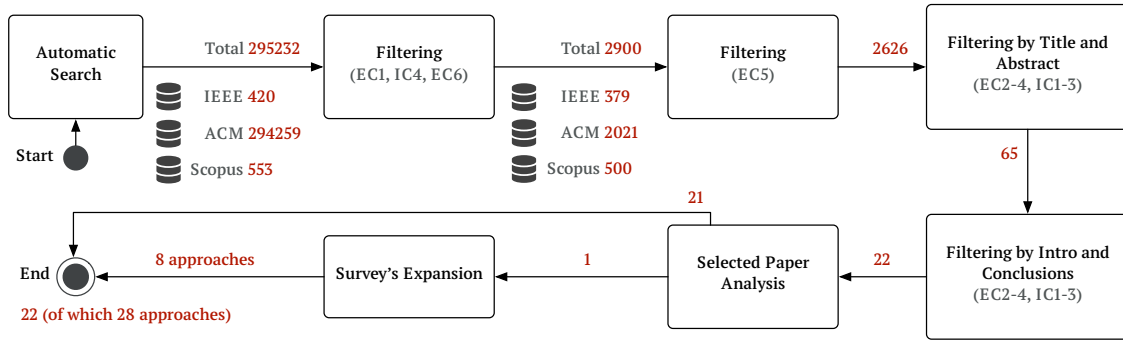 Automatic
Search
Total 295232
IEEE 420
ACM 294259
Scopus 553
Start
Filtering
(EC1, IC4, EC6)
Total 2900
IEEE 379
ACM 2021
Scopus 500
Filtering
(EC5)
2626
Filtering by Title and
Abstract
(EC2-4, IC1-3)
65
Filtering by Intro and
Conclusions
(EC2-4, IC1-3)
22
Selected Paper
Analysis
21
1
Survey's Expansion
8 approaches
End
22 (of which 28 approaches)